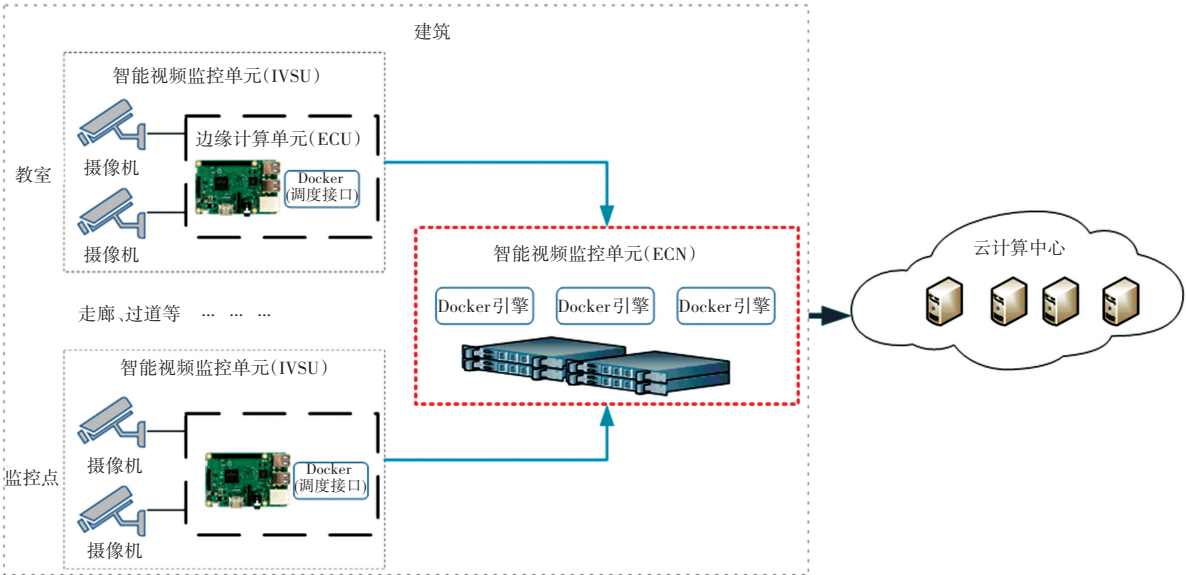 建筑
智能视频监控单元(IVSU)
边缘计算单元(ECU)
摄像机
教室
Docker
(调度接口)
摄像机
智能视频监控单元(ECN)
云计算中心
Docker引擎
Docker引擎
Docker引擎
走廊、过道等 … … …
智能视频监控单元(IVSU)
摄像机
监控点
Docker
(调度接口)
摄像机